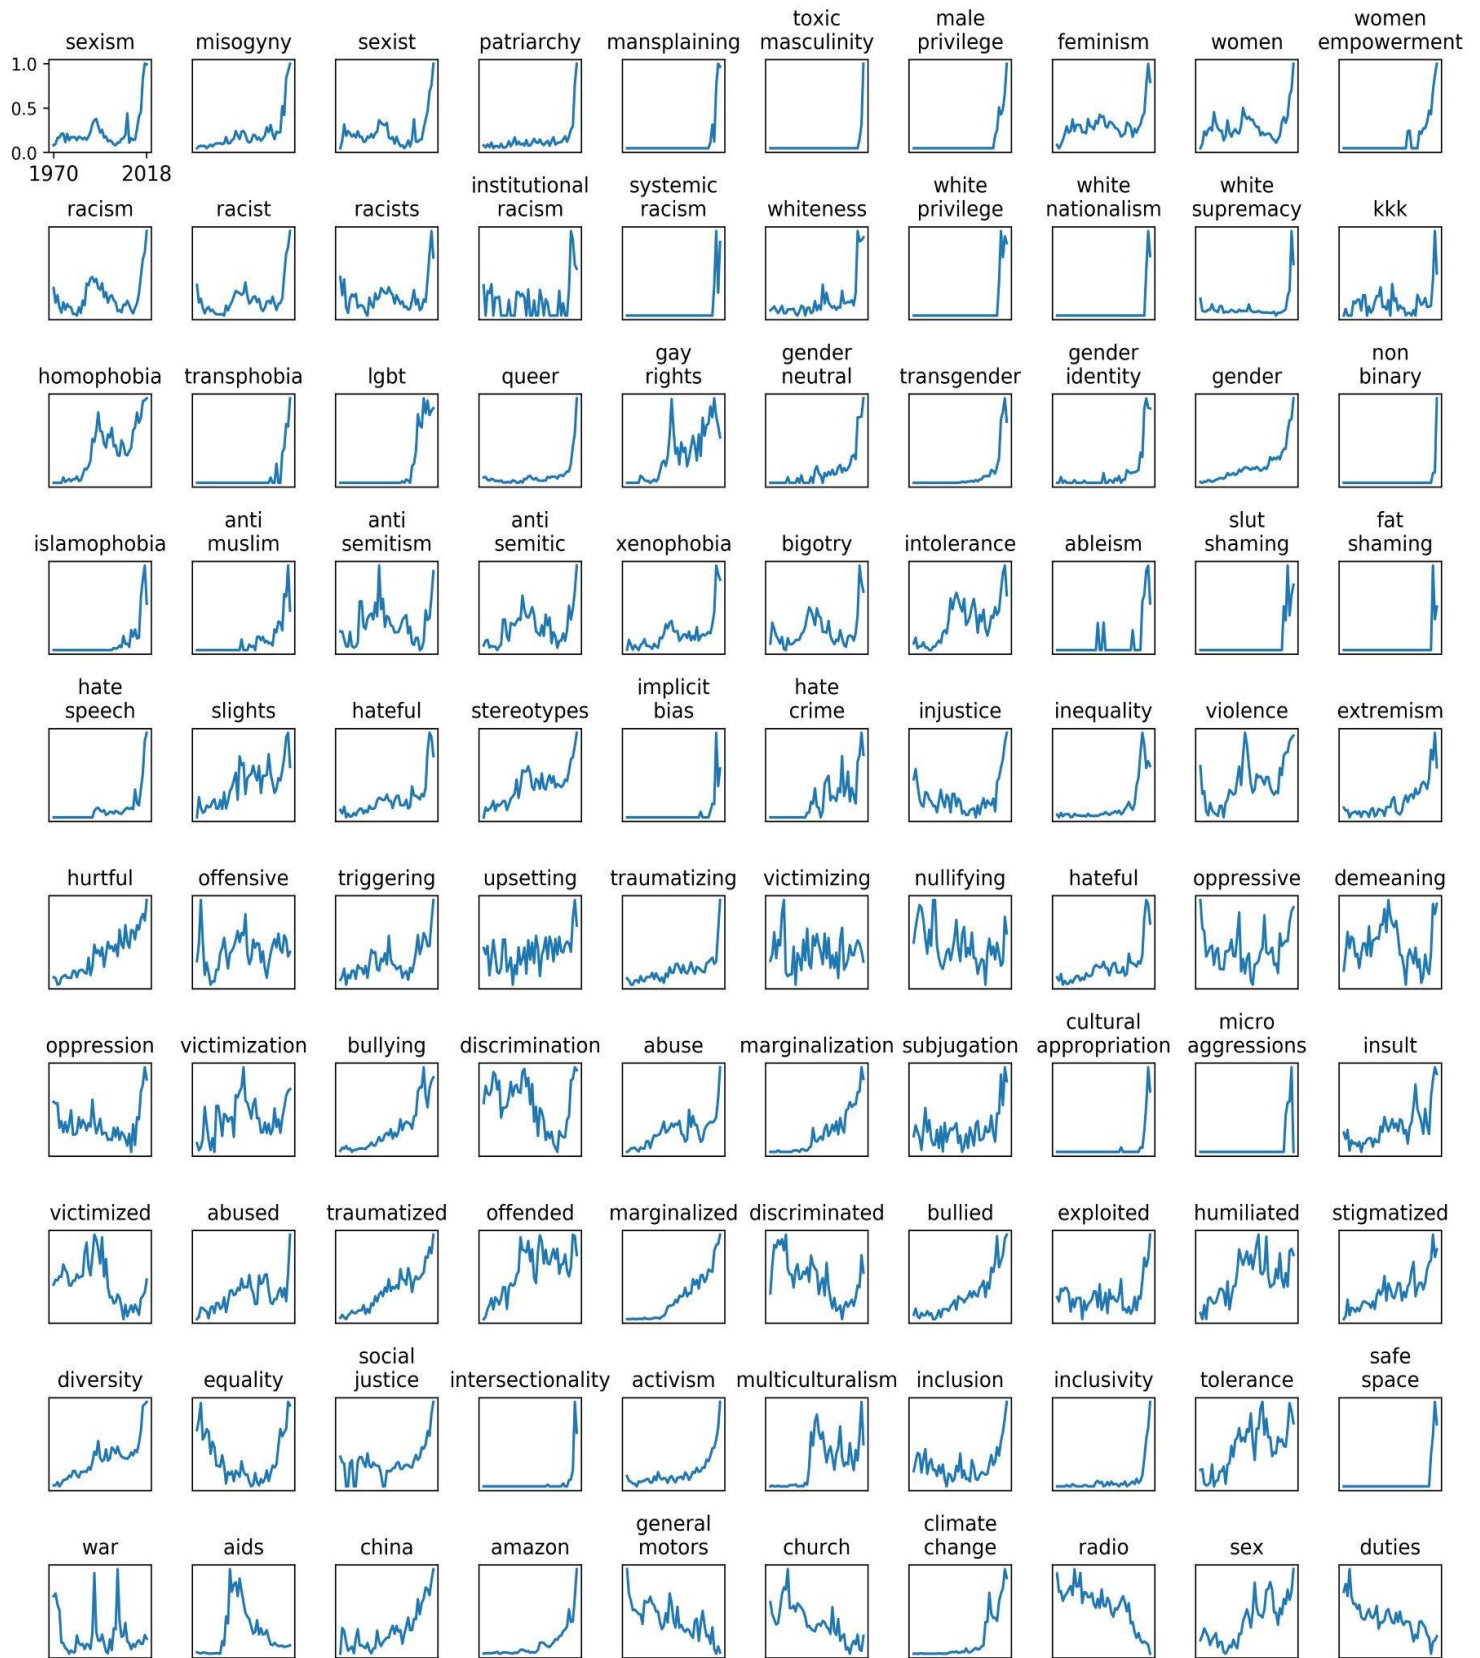 toxic male women
sexism misogyny sexist patriarchy mansplaining masculinity privilege feminism women empowerment
1.0
0.5
0.0
1970 2018
institutional systemic white white white
racism racist racists racism racism whiteness privilege nationalism supremacy kkk
gay gender gender non
homophobia transphobia lgbt queer rights neutral transgender identity gender binary
anti anti anti slut fat
islamophobia muslim semitism semitic xenophobia bigotry intolerance ableism shaming shaming
hate implicit hate
speech slights hateful stereotypes bias crime injustice inequality violence extremism
hurtful offensive triggering upsetting traumatizing victimizing nullifying hateful oppressive demeaning
cultural micro
oppression victimization bullying discrimination abuse marginalization subjugation appropriation aggressions insult
victimized abused traumatized offended marginalized discriminated bullied exploited humiliated stigmatized
social safe
diversity equality justice intersectionality activism multiculturalism inclusion inclusivity tolerance space
general climate
war aids china amazon motors church change radio sex duties